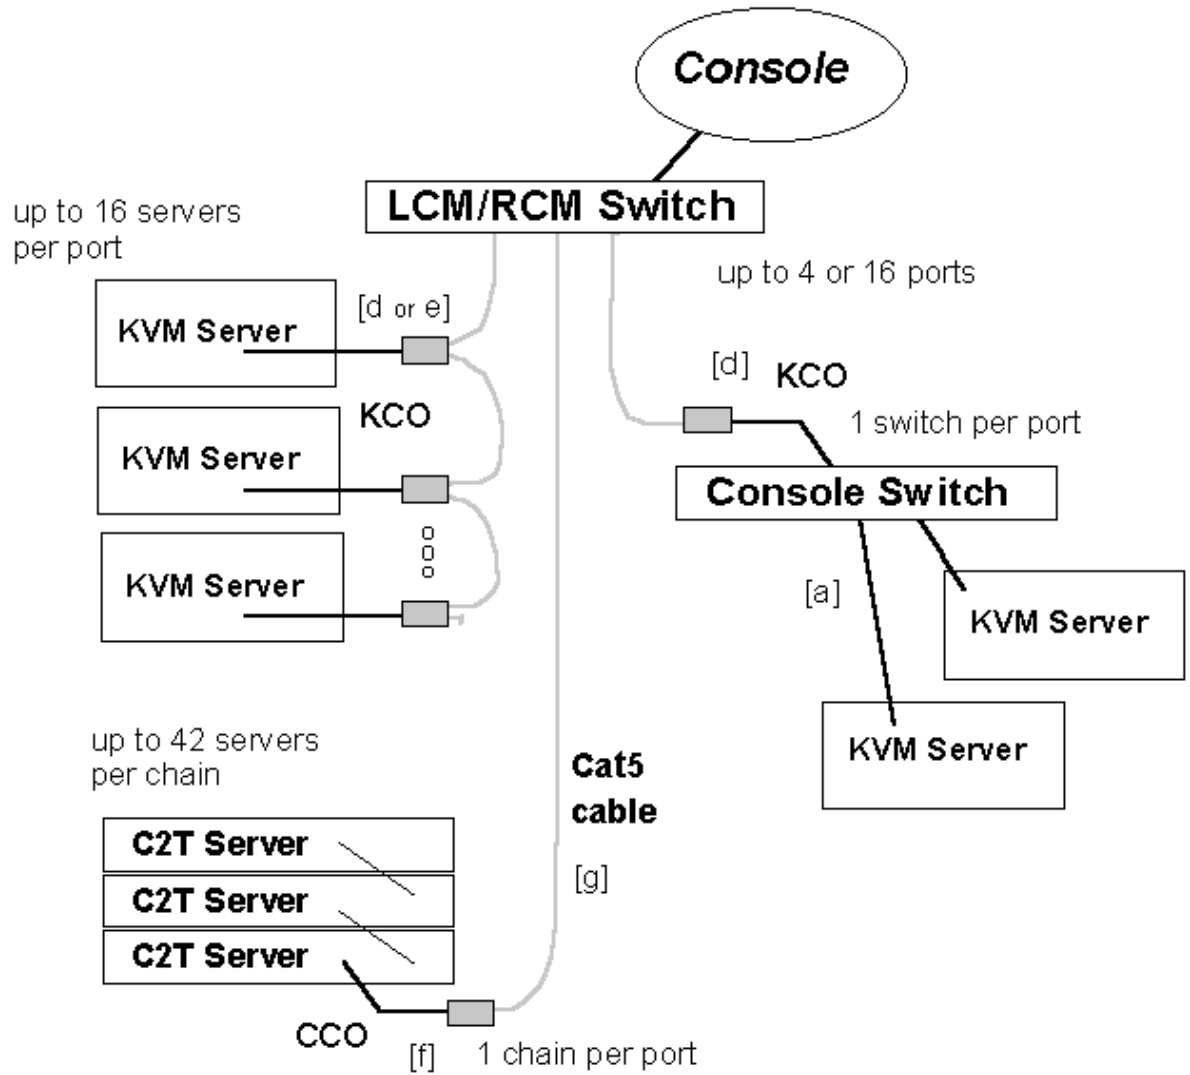 Console
LCM/RCM Switch
up to 16 servers
per port
up to 4 or 16 ports
[d or e]
KVM Server
[d]
KCO
KCO
1 switch per port
KVM Server
Console Switch
o
o
o
KVM Server
[a]
KVM Server
up to 42 servers
per chain
KVM Server
Cat5
cable
C2T Server
[g]
C2T Server
C2T Server
CCO
[f]
1 chain per port